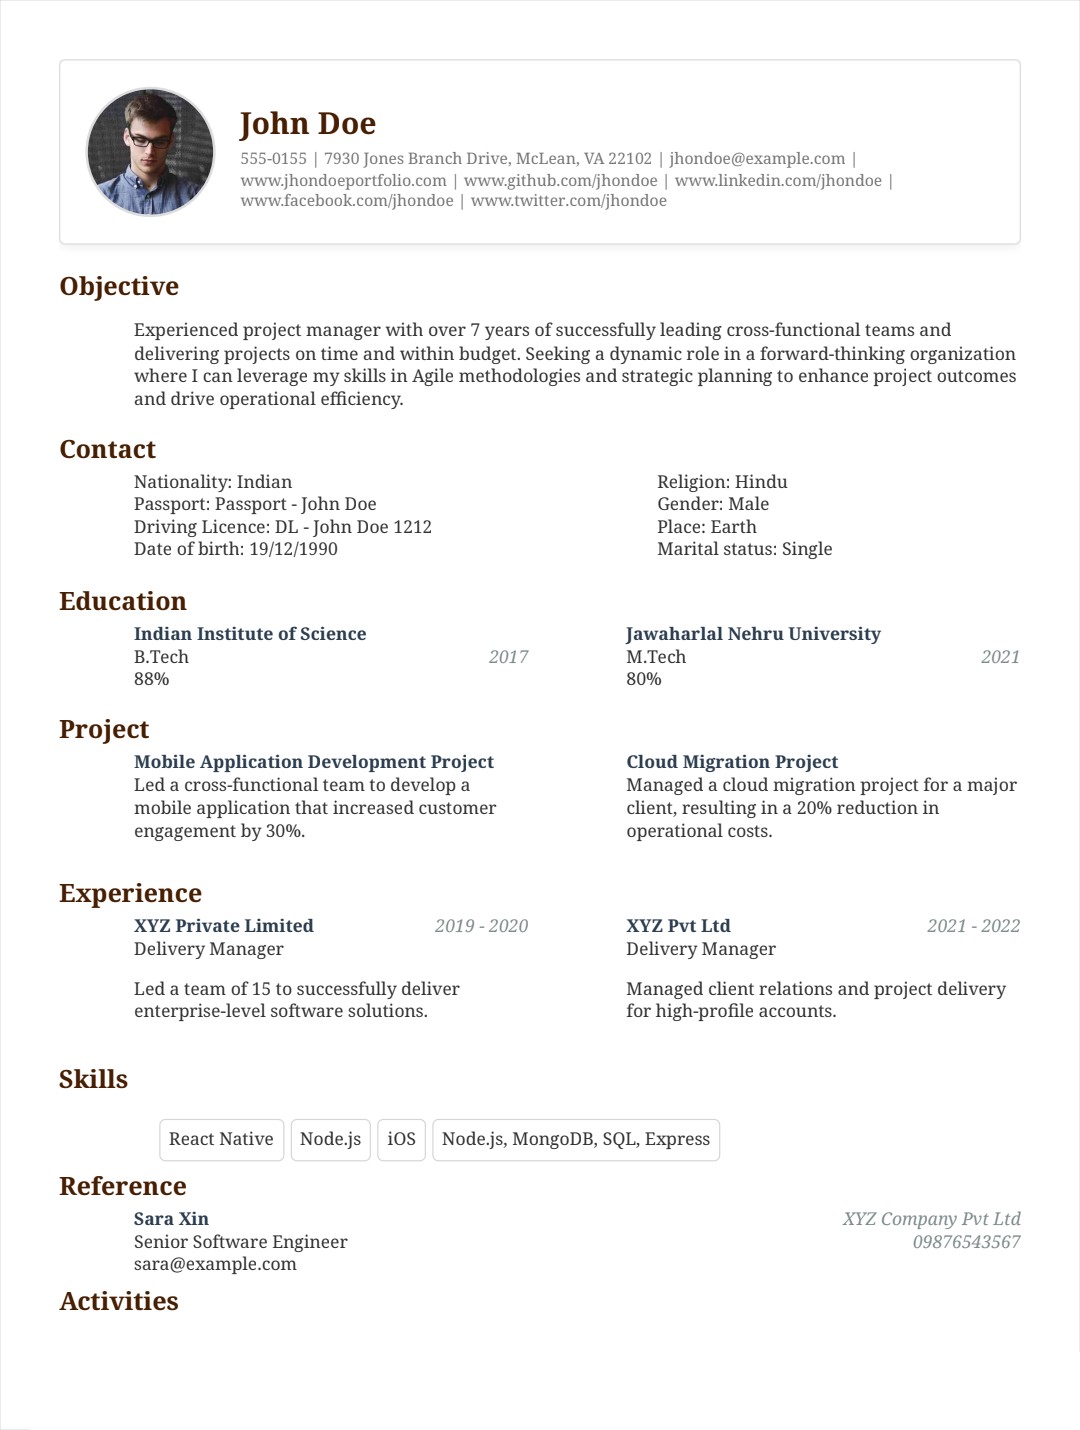 John Doe
555-0155 | 7930 Jones Branch Drive, McLean, VA 22102 | jhondoe@example.com |
www.jhondoeportfolio.com | www.github.com/jhondoe | www.linkedin.com/jhondoe |
www.facebook.com/jhondoe | www.twitter.com/jhondoe
Objective
Experienced project manager with over 7 years of successfully leading cross-functional teams and
delivering projects on time and within budget. Seeking a dynamic role in a forward-thinking organization
where I can leverage my skills in Agile methodologies and strategic planning to enhance project outcomes
and drive operational efficiency.
Contact
Nationality: Indian
Passport: Passport - John Doe
Driving Licence: DL - John Doe 1212
Date of birth: 19/12/1990
Religion: Hindu
Gender: Male
Place: Earth
Marital status: Single
Education
Indian Institute of Science
B.Tech 2017
88%
Jawaharlal Nehru University
M.Tech 2021
80%
Project
Mobile Application Development Project
Led a cross-functional team to develop a
mobile application that increased customer
engagement by 30%.
Cloud Migration Project
Managed a cloud migration project for a major
client, resulting in a 20% reduction in
operational costs.
Experience
XYZ Private Limited 2019 - 2020
Delivery Manager
Led a team of 15 to successfully deliver
enterprise-level software solutions.
XYZ Pvt Ltd 2021 - 2022
Delivery Manager
Managed client relations and project delivery
for high-profile accounts.
Skills
React Native Node.js iOS Node.js, MongoDB, SQL, Express
Reference
Sara Xin XYZ Company Pvt Ltd
Senior Software Engineer 09876543567
sara@example.com
Activities